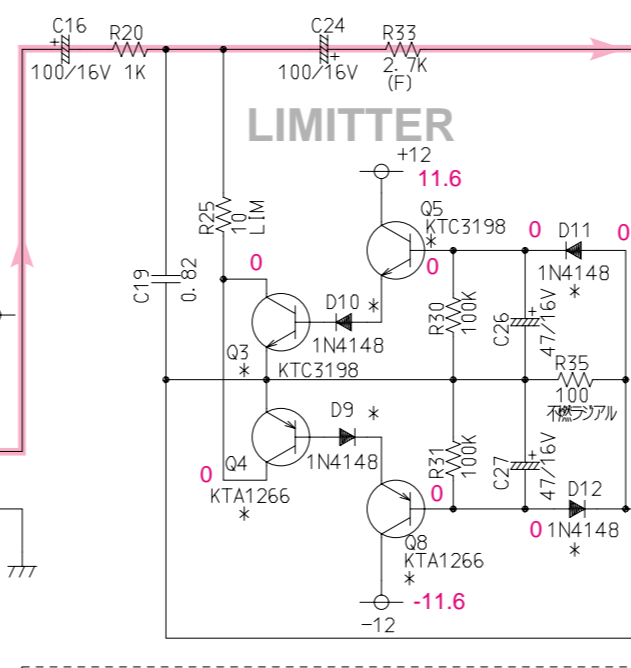 C16
+
100/16V
R20
1K
C24
+
100/16V
R33
2. 7K
(F)
LIMITTER
+12
11.6
R25
10
LIM
Q5
KTC3198
*
0
0
D11
0
1N4148
*
0
C19
0. 82
D10 *
1N4148
R30
100K
C26
+
47/16V
Q3
*
KTC3198
R35
100
不燃ラジアル
D9 *
1N4148
Q4
0
KTA1266
*
R31
100K
C27
+
47/16V
0
D12
0
1N4148
*
Q8
KTA1266
*
-11.6
−12